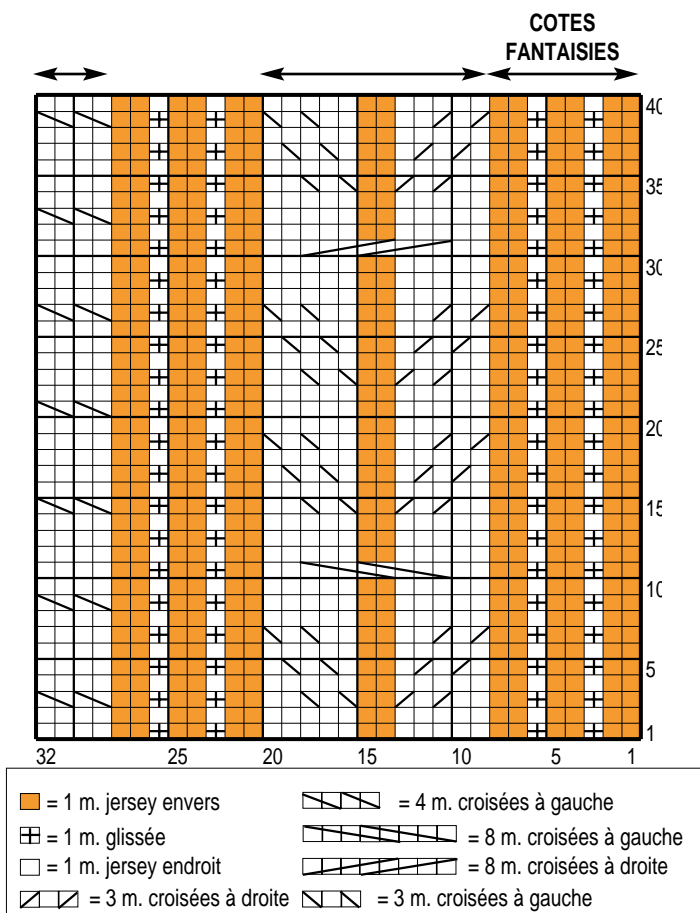 COTES
FANTAISIES
40
35
30
25
20
15
10
5
1
32 25 20 15 10 5 1
= 1 m. jersey envers
= 4 m. croisées à gauche
= 1 m. glissée
= 8 m. croisées à gauche
= 1 m. jersey endroit
= 8 m. croisées à droite
= 3 m. croisées à droite
= 3 m. croisées à gauche